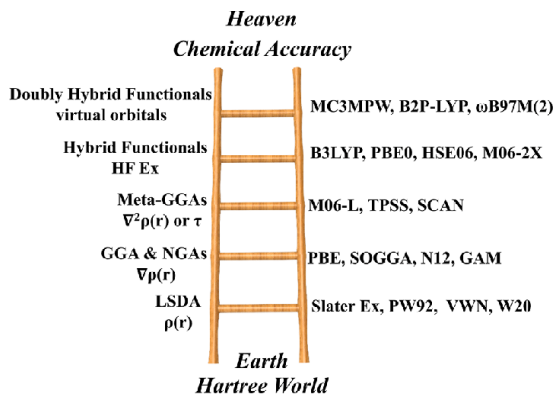 Heaven
Chemical Accuracy
Doubly Hybrid Functionals
virtual orbitals
MC3MPW, B2P-LYP, ωB97M(2)
Hybrid Functionals
HF Ex
B3LYP, PBE0, HSE06, M06-2X
Meta-GGAs
∇²ρ(r) or τ
M06-L, TPSS, SCAN
GGA & NGAs
∇ρ(r)
PBE, SOGGA, N12, GAM
LSDA
ρ(r)
Slater Ex, PW92, VWN, W20
Earth
Hartree World